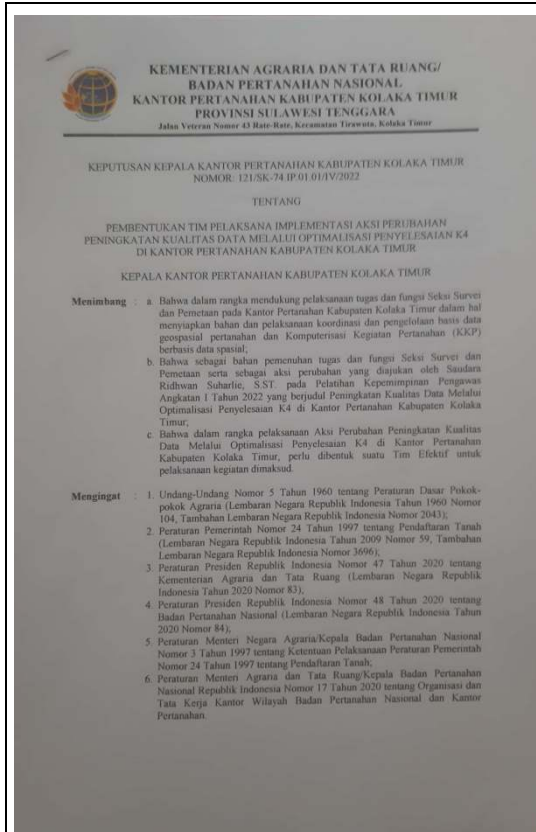 KEMENTERIAN AGRARIA DAN TATA RUANG/
BADAN PERTANAHAN NASIONAL
KANTOR PERTANAHAN KABUPATEN KOLAKA TIMUR
PROVINSI SULAWESI TENGGARA
Jalan Veteran Nomor 43 Rate-Rate, Kecamatan Tirawuta, Kolaka Timur
KEPUTUSAN KEPALA KANTOR PERTANAHAN KABUPATEN KOLAKA TIMUR
NOMOR: 121/SK-74 IP.01.01/IV/2022
TENTANG
PEMBENTUKAN TIM PELAKSANA IMPLEMENTASI AKSI PERUBAHAN
PENINGKATAN KUALITAS DATA MELALUI OPTIMALISASI PENYELESAIAN K4
DI KANTOR PERTANAHAN KABUPATEN KOLAKA TIMUR
KEPALA KANTOR PERTANAHAN KABUPATEN KOLAKA TIMUR
Menimbang : a. Bahwa dalam rangka mendukung pelaksanaan tugas dan fungsi Seksi Survei
dan Pemetaan pada Kantor Pertanahan Kabupaten Kolaka Timur dalam hal
menyiapkan bahan dan pelaksanaan koordinasi dan pengelolaan basis data
geospasial pertanahan dan Komputerisasi Kegiatan Pertanahan (KKP)
berbasis data spasial;
b. Bahwa sebagai bahan pemenuhan tugas dan fungsi Seksi Survei dan
Pemetaan serta sebagai aksi perubahan yang diajukan oleh Saudara
Ridhwan Suharlie, S.ST. pada Pelatihan Kepemimpinan Pengawas
Angkatan I Tahun 2022 yang berjudul Peningkatan Kualitas Data Melalui
Optimalisasi Penyelesaian K4 di Kantor Pertanahan Kabupaten Kolaka
Timur;
c. Bahwa dalam rangka pelaksanaan Aksi Perubahan Peningkatan Kualitas
Data Melalui Optimalisasi Penyelesaian K4 di Kantor Pertanahan
Kabupaten Kolaka Timur, perlu dibentuk suatu Tim Efektif untuk
pelaksanaan kegiatan dimaksud.
Mengingat : 1. Undang-Undang Nomor 5 Tahun 1960 tentang Peraturan Dasar Pokok-
pokok Agraria (Lembaran Negara Republik Indonesia Tahun 1960 Nomor
104, Tambahan Lembaran Negara Republik Indonesia Nomor 2043);
2. Peraturan Pemerintah Nomor 24 Tahun 1997 tentang Pendaftaran Tanah
(Lembaran Negara Republik Indonesia Tahun 2009 Nomor 59, Tambahan
Lembaran Negara Republik Indonesia Nomor 3696);
3. Peraturan Presiden Republik Indonesia Nomor 47 Tahun 2020 tentang
Kementerian Agraria dan Tata Ruang (Lembaran Negara Republik
Indonesia Tahun 2020 Nomor 83);
4. Peraturan Presiden Republik Indonesia Nomor 48 Tahun 2020 tentang
Badan Pertanahan Nasional (Lembaran Negara Republik Indonesia Tahun
2020 Nomor 84);
5. Peraturan Menteri Negara Agraria/Kepala Badan Pertanahan Nasional
Nomor 3 Tahun 1997 tentang Ketentuan Pelaksanaan Peraturan Pemerintah
Nomor 24 Tahun 1997 tentang Pendaftaran Tanah;
6. Peraturan Menteri Agraria dan Tata Ruang/Kepala Badan Pertanahan
Nasional Republik Indonesia Nomor 17 Tahun 2020 tentang Organisasi dan
Tata Kerja Kantor Wilayah Badan Pertanahan Nasional dan Kantor
Pertanahan.